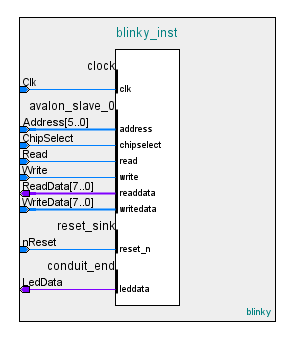 blinky_inst
clock
Clk
clk
avalon_slave_0
Address[5..0]
address
ChipSelect
chipselect
Read
read
Write
write
ReadData[7..0]
readdata
WriteData[7..0]
writedata
reset_sink
nReset
reset_n
conduit_end
LedData
leddata
blinky